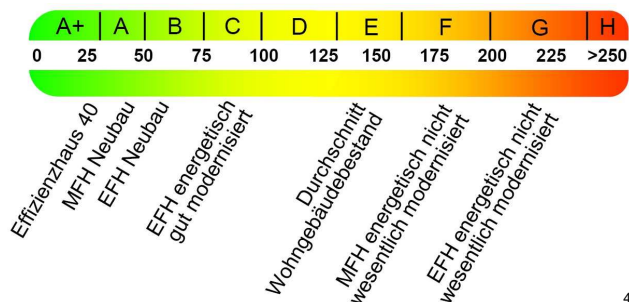 A+ A B C D E F G H
0 25 50 75 100 125 150 175 200 225 >250
Effizienzhaus 40
MFH Neubau
EFH Neubau
EFH energetisch
gut modernisiert
Durchschnitt
Wohngebäudebestand
MFH energetisch nicht
wesentlich modernisiert
EFH energetisch nicht
wesentlich modernisiert
4